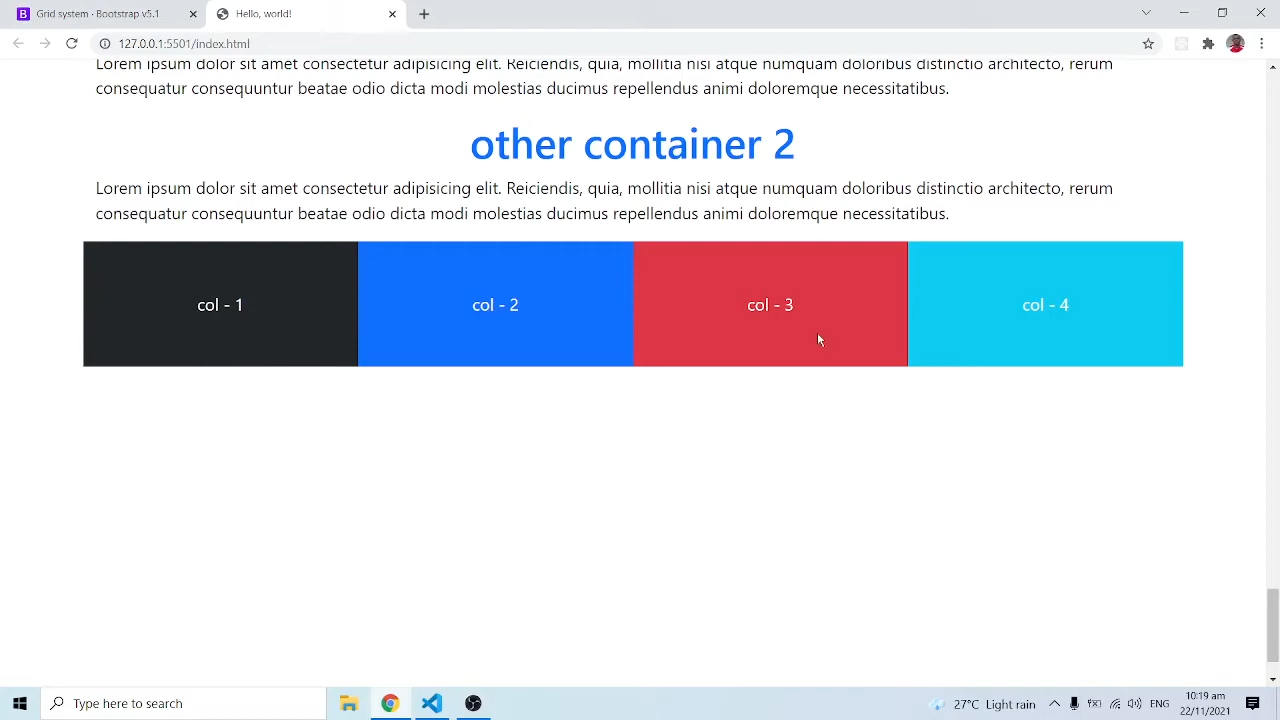 Grid system · Bootstrap v5.1
Hello, world!
127.0.0.1:5501/index.html
Lorem ipsum dolor sit amet consectetur adipisicing elit. Reiciendis, quia, mollitia nisi atque numquam doloribus distinctio architecto, rerum
consequatur consequuntur beatae odio dicta modi molestias ducimus repellendus animi doloremque necessitatibus.
other container 2
Lorem ipsum dolor sit amet consectetur adipisicing elit. Reiciendis, quia, mollitia nisi atque numquam doloribus distinctio architecto, rerum
consequatur consequuntur beatae odio dicta modi molestias ducimus repellendus animi doloremque necessitatibus.
col - 1
col - 2
col - 3
col - 4
Type here to search
27°C Light rain
ENG
10:19 am
22/11/2021